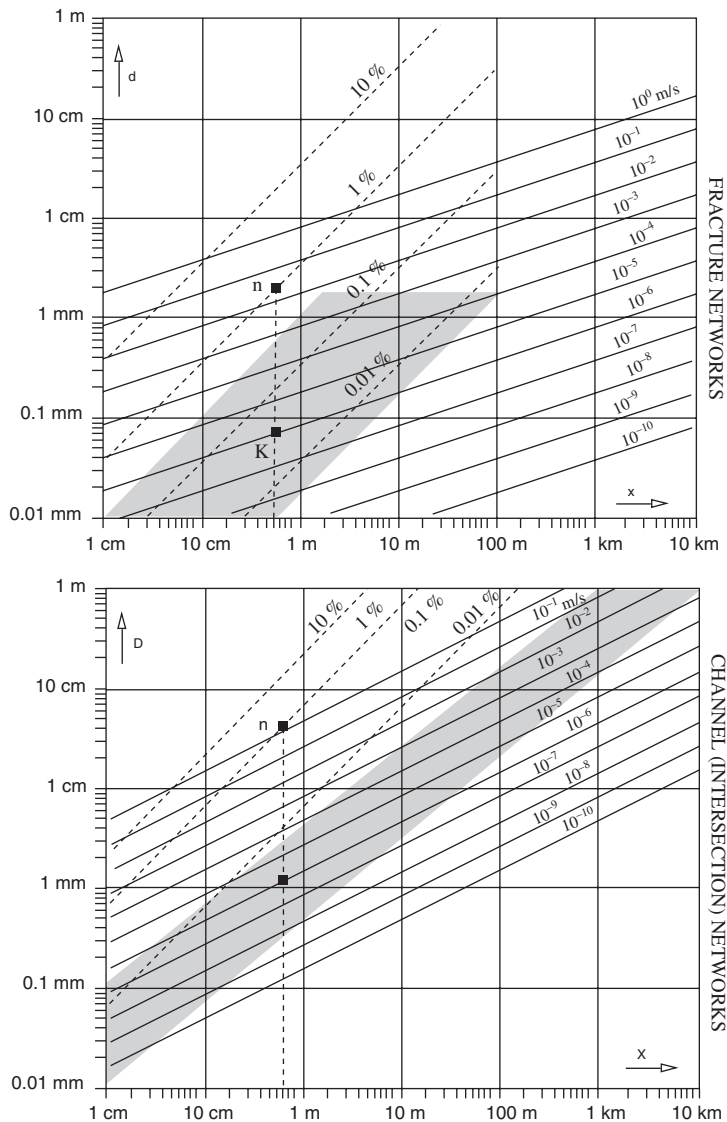 1 m
d
10 cm
1 cm
1 mm
0.1 mm
0.01 mm
10 %
1 %
0.1 %
0.01 %
10⁰ m/s
10⁻¹
10⁻²
10⁻³
10⁻⁴
10⁻⁵
10⁻⁶
10⁻⁷
10⁻⁸
10⁻⁹
10⁻¹⁰
n
K
x
1 cm 10 cm 1 m 10 m 100 m 1 km 10 km
FRACTURE NETWORKS
1 m
D
10 cm
1 cm
1 mm
0.1 mm
0.01 mm
10 %
1 %
0.1 %
0.01 %
10⁻¹ m/s
10⁻²
10⁻³
10⁻⁴
10⁻⁵
10⁻⁶
10⁻⁷
10⁻⁸
10⁻⁹
10⁻¹⁰
n
X
1 cm 10 cm 1 m 10 m 100 m 1 km 10 km
CHANNEL (INTERSECTION) NETWORKS